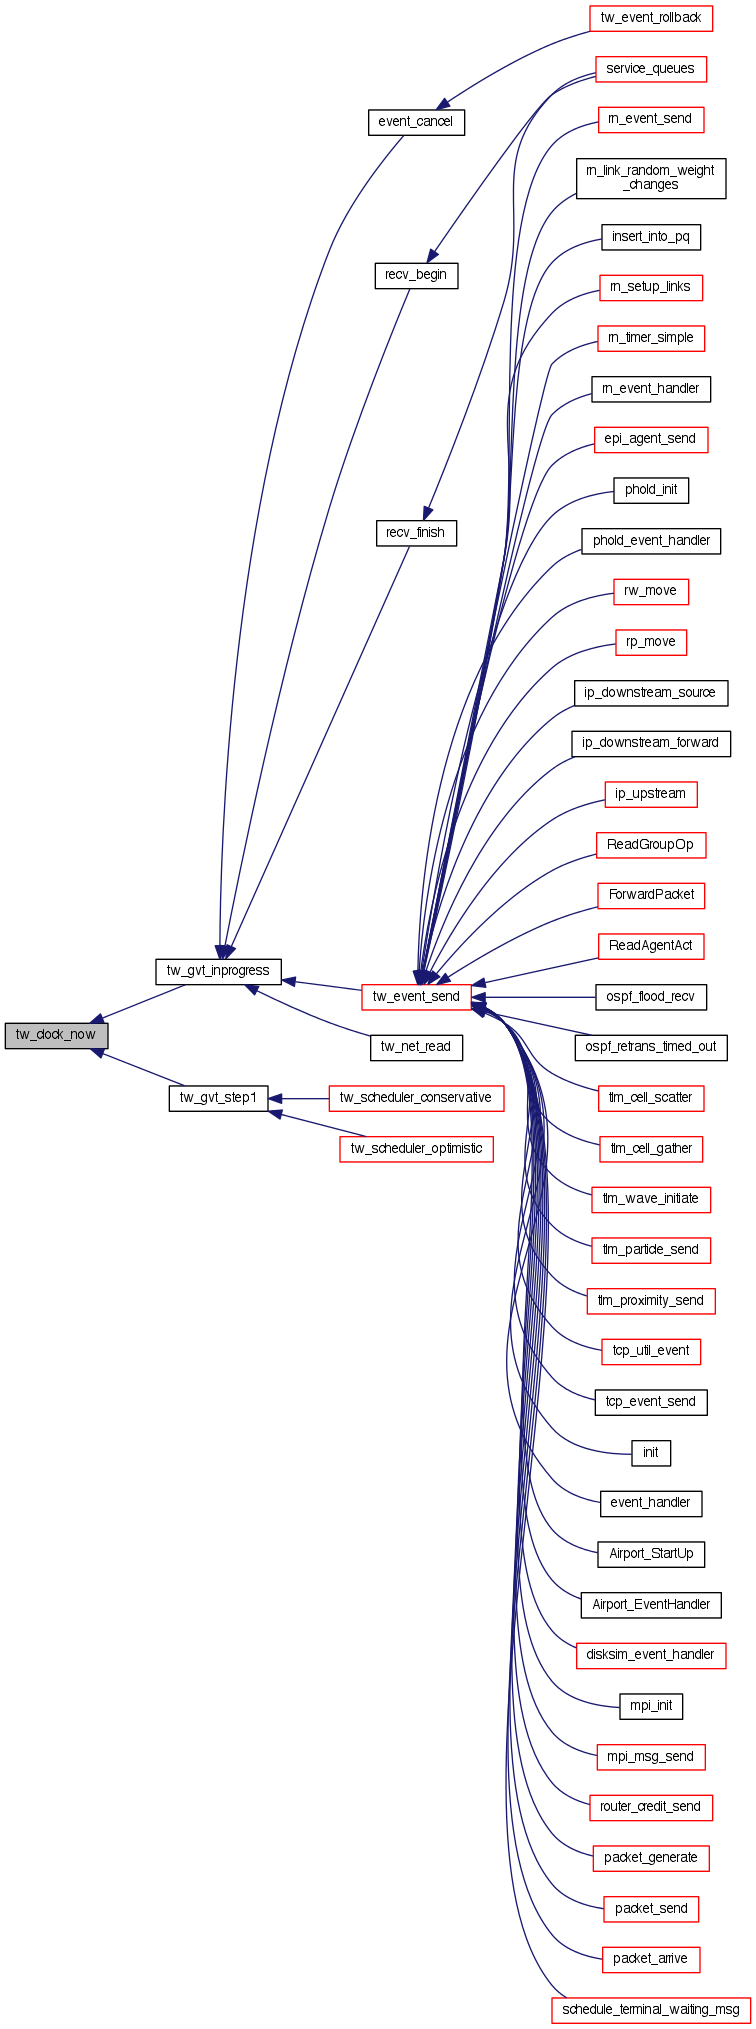 tw_event_rollback
service_queues
event_cancel
rn_event_send
rn_link_random_weight
_changes
insert_into_pq
recv_begin
rn_setup_links
rn_timer_simple
rn_event_handler
epi_agent_send
phold_init
recv_finish
phold_event_handler
rw_move
rp_move
ip_downstream_source
ip_downstream_forward
ip_upstream
ReadGroupOp
ForwardPacket
ReadAgentAct
tw_gvt_inprogress
tw_event_send
ospf_flood_recv
tw_clock_now
tw_net_read
ospf_retrans_timed_out
tw_gvt_step1
tw_scheduler_conservative
tlm_cell_scatter
tw_scheduler_optimistic
tlm_cell_gather
tlm_wave_initiate
tlm_particle_send
tlm_proximity_send
tcp_util_event
tcp_event_send
init
event_handler
Airport_StartUp
Airport_EventHandler
disksim_event_handler
mpi_init
mpi_msg_send
router_credit_send
packet_generate
packet_send
packet_arrive
schedule_terminal_waiting_msg